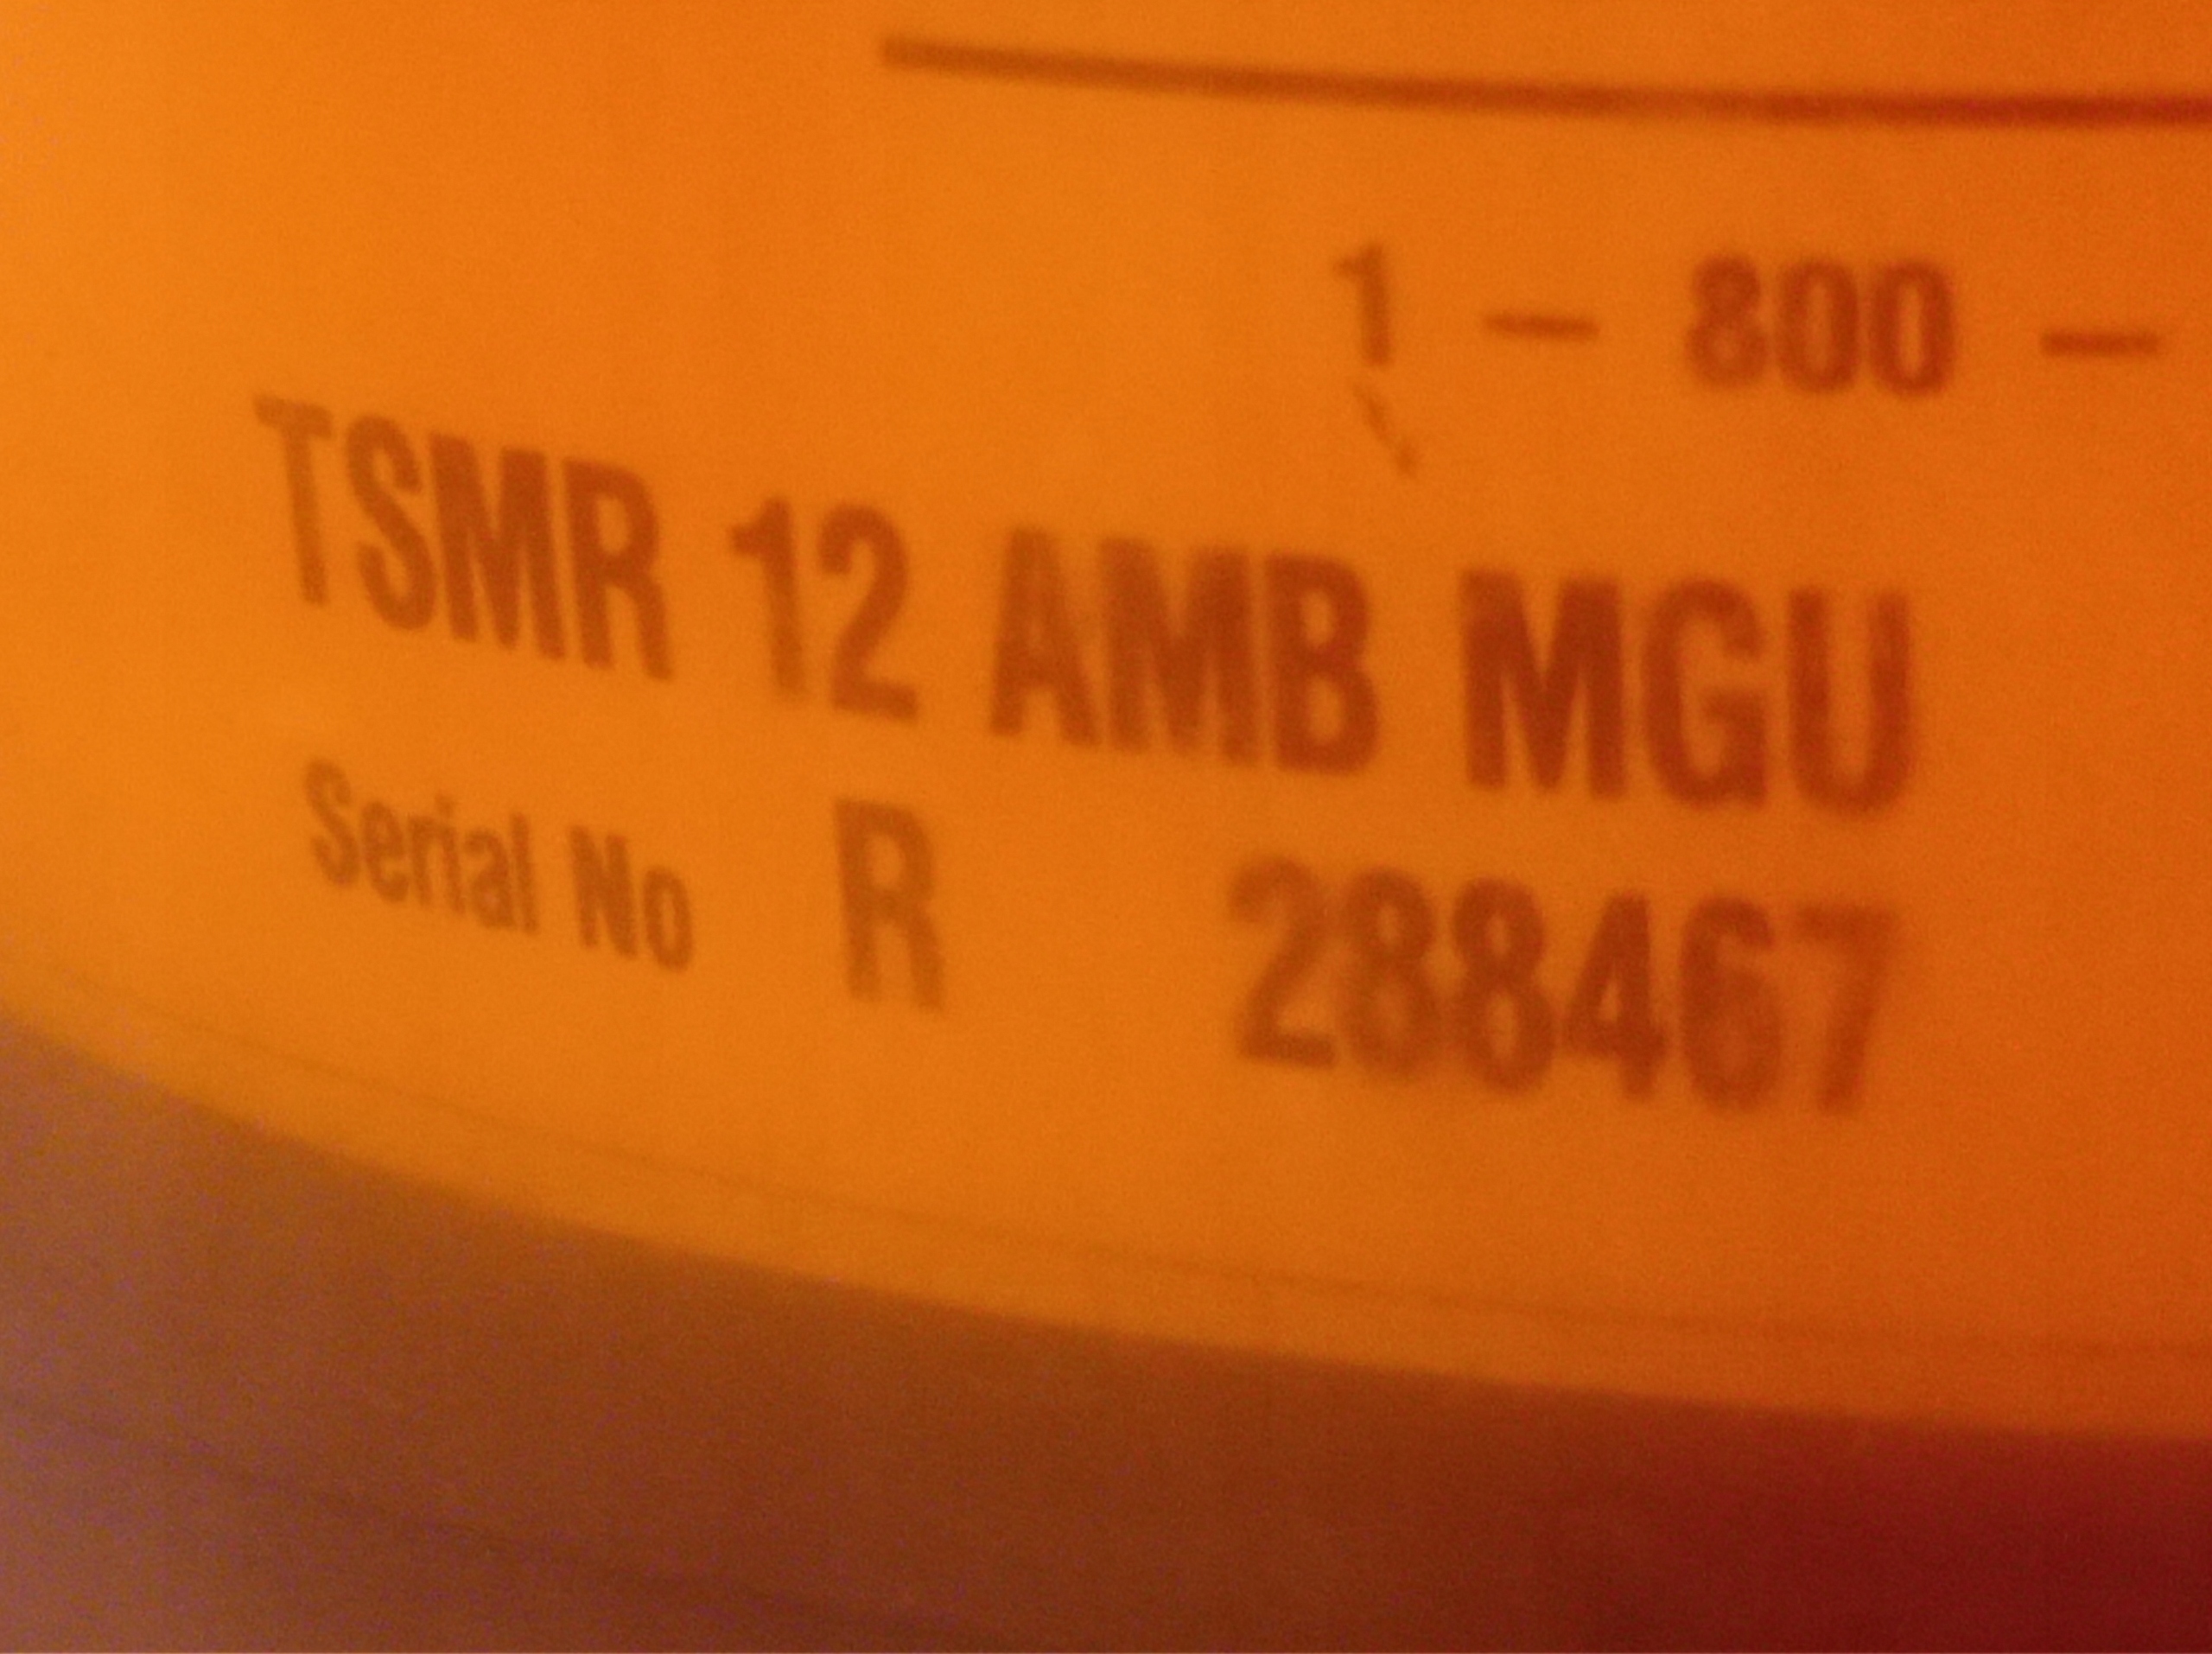 1 – 800 –
TSMR 12 AMB MGU
Serial No R 288467